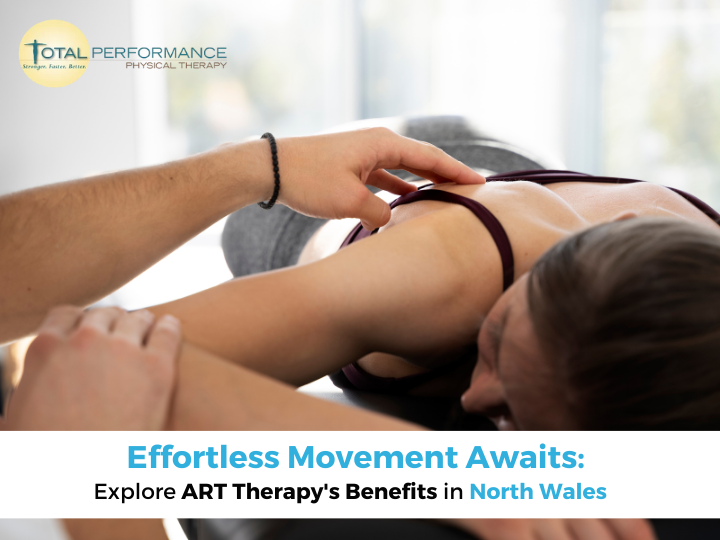 TOTAL PERFORMANCE
PHYSICAL THERAPY
Stronger. Faster. Better.
Effortless Movement Awaits:
Explore ART Therapy's Benefits in North Wales